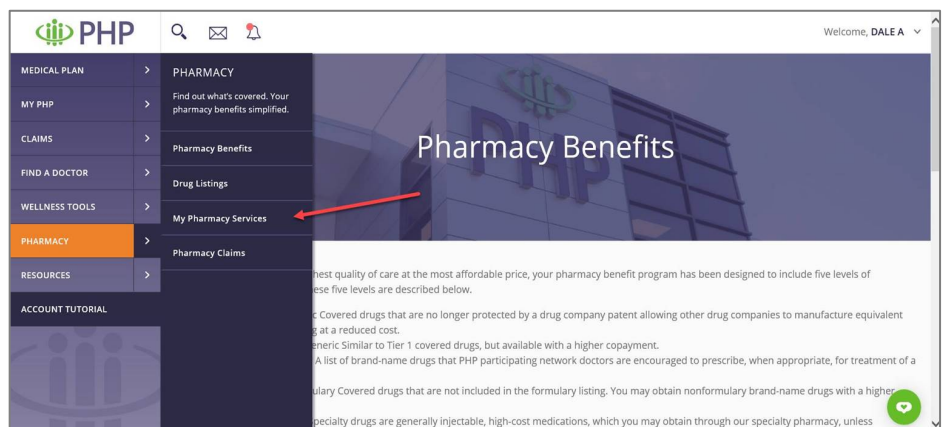 PHP
Welcome, DALE A
MEDICAL PLAN
MY PHP
CLAIMS
FIND A DOCTOR
WELLNESS TOOLS
PHARMACY
RESOURCES
ACCOUNT TUTORIAL
PHARMACY
Find out what's covered. Your
pharmacy benefits simplified.
Pharmacy Benefits
Drug Listings
My Pharmacy Services
Pharmacy Claims
PHP
Pharmacy Benefits
hest quality of care at the most affordable price, your pharmacy benefit program has been designed to include five levels of
ese five levels are described below.
c Covered drugs that are no longer protected by a drug company patent allowing other drug companies to manufacture equivalent
g at a reduced cost.
eneric Similar to Tier 1 covered drugs, but available with a higher copayment.
A list of brand-name drugs that PHP participating network doctors are encouraged to prescribe, when appropriate, for treatment of a
ulary Covered drugs that are not included in the formulary listing. You may obtain nonformulary brand-name drugs with a higher
pecialty drugs are generally injectable, high-cost medications, which you may obtain through our specialty pharmacy, unless